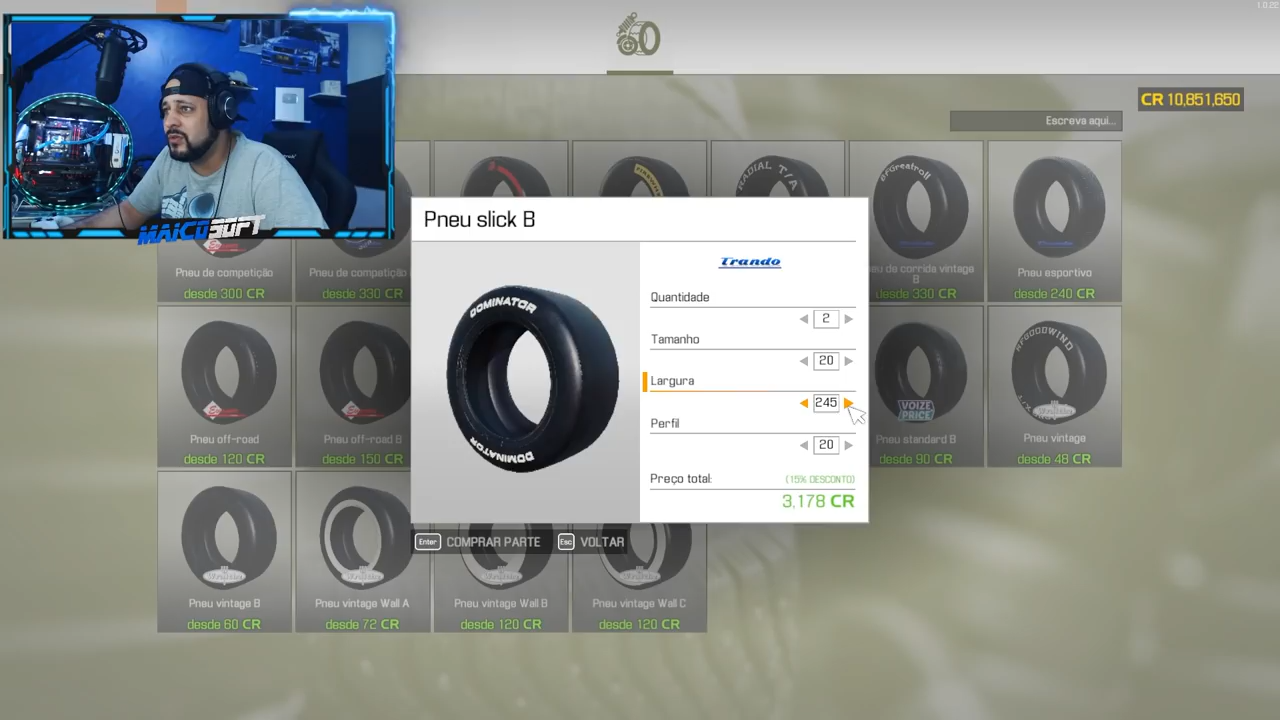 1.0.22
CR 10,851,650
Escreva aqui...
MAICOSOFT
RADIAL T/A
BFGreatroll
Pneu de competição
desde 300 CR
Pneu de competição
desde 330 CR
eu de corrida vintage
B
desde 330 CR
Pneu esportivo
desde 240 CR
Pneu slick B
DOMINATOR
DOMINATOR
Trando
Quantidade
2
Tamanho
20
Largura
245
Perfil
20
Preço total:
(15% DESCONTO)
3,178 CR
Enter COMPRAR PARTE
Esc VOLTAR
Pneu off-road
desde 120 CR
Pneu off-road B
desde 150 CR
VOIZE
PRICE
Pneu standard B
desde 90 CR
Pneu vintage
desde 48 CR
Pneu vintage B
desde 60 CR
Pneu vintage Wall A
desde 72 CR
Pneu vintage Wall B
desde 120 CR
Pneu vintage Wall C
desde 120 CR